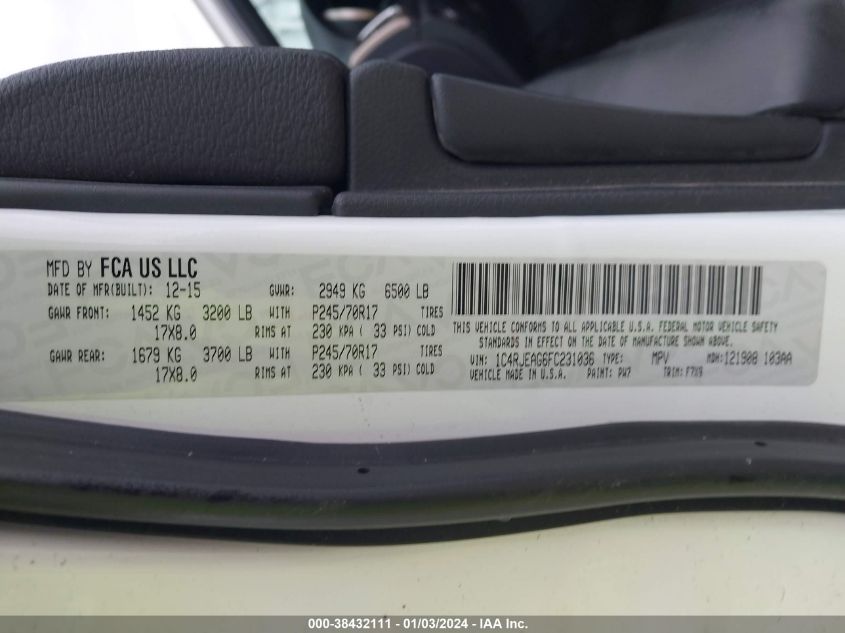 MFD BY FCA US LLC
DATE OF MFR(BUILT): 12-15 GVWR: 2949 KG 6500 LB
GAWR FRONT: 1452 KG 3200 LB WITH P245/70R17 TIRES
17X8.0 RIMS AT 230 KPA ( 33 PSI) COLD
GAWR REAR: 1679 KG 3700 LB WITH P245/70R17 TIRES
17X8.0 RIMS AT 230 KPA ( 33 PSI) COLD
THIS VEHICLE CONFORMS TO ALL APPLICABLE U.S.A. FEDERAL MOTOR VEHICLE SAFETY
STANDARDS IN EFFECT ON THE DATE OF MANUFACTURE SHOWN ABOVE.
VIN: 1C4RJEAG6FC231036 TYPE: MPV MDH: 121908 103AA
VEHICLE MADE IN U.S.A. PAINT: PW7 TRIM:
000-38432111 - 01/03/2024 - IAA Inc.